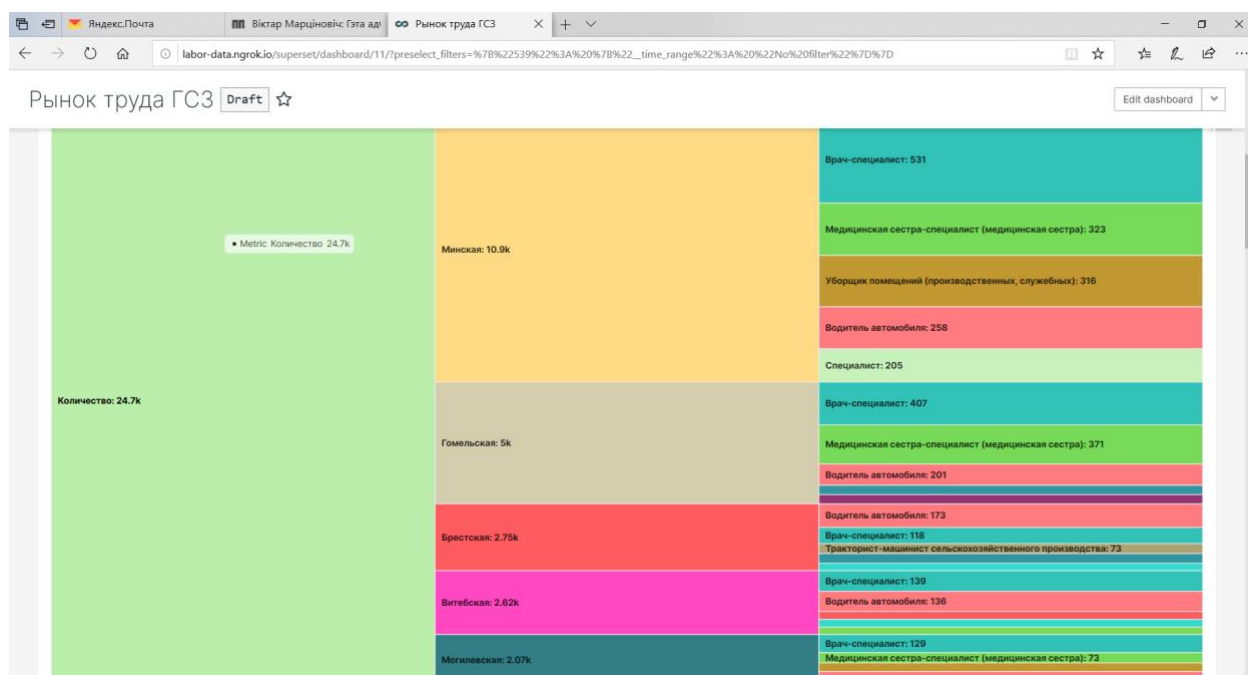 Яндекс.Почта
Віктар Марціновіч: Гэта ад
Рынок труда ГСЗ
labor-data.ngrok.io/superset/dashboard/11/?preselect_filters=%7B%22539%22%3A%20%7B%22__time_range%22%3A%20%22No%20filter%22%7D%7D
Рынок труда ГСЗ Draft
Edit dashboard
Врач-специалист: 531
Медицинская сестра-специалист (медицинская сестра): 323
Metric Количество 24.7k
Минская: 10.9k
Уборщик помещений (производственных, служебных): 316
Водитель автомобиля: 258
Специалист: 205
Количество: 24.7k
Врач-специалист: 407
Гомельская: 5k
Медицинская сестра-специалист (медицинская сестра): 371
Водитель автомобиля: 201
Водитель автомобиля: 173
Брестская: 2.75k
Врач-специалист: 118
Тракторист-машинист сельскохозяйственного производства: 73
Врач-специалист: 139
Витебская: 2.62k
Водитель автомобиля: 136
Врач-специалист: 129
Могилевская: 2.07k
Медицинская сестра-специалист (медицинская сестра): 73